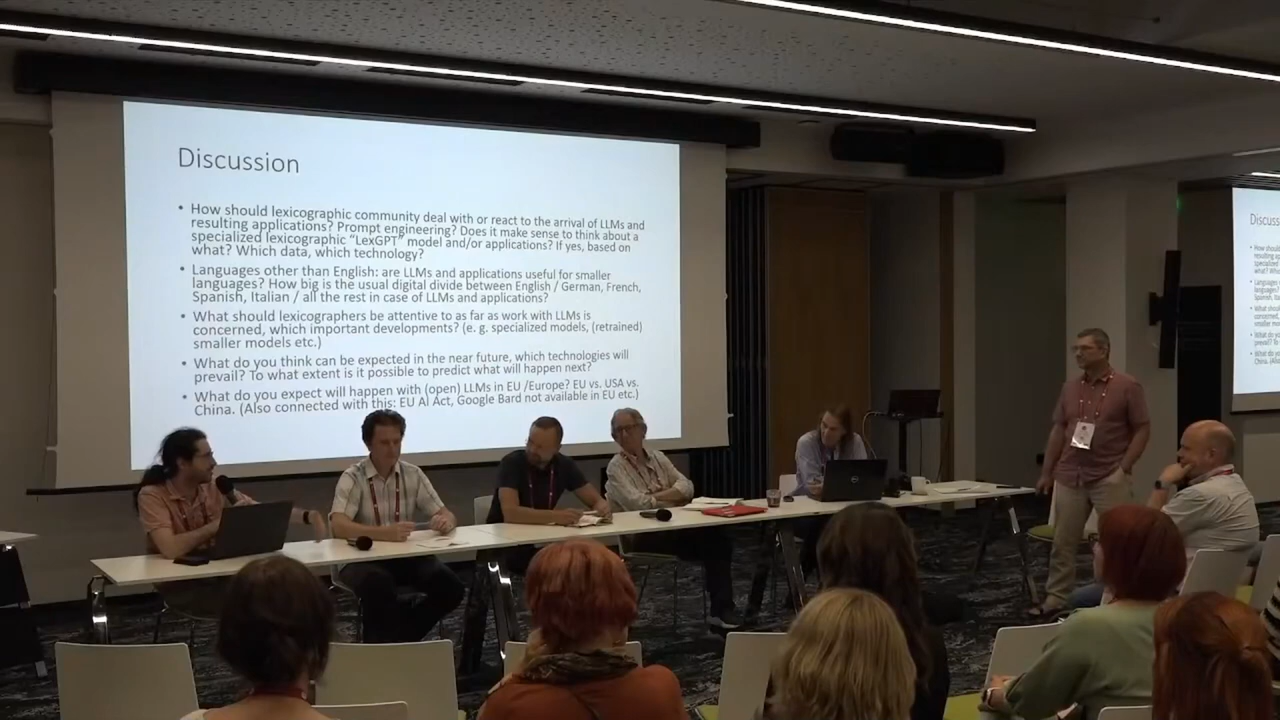 Discussion
• How should lexicographic community deal with or react to the arrival of LLMs and
resulting applications? Prompt engineering? Does it make sense to think about a
specialized lexicographic “LexGPT” model and/or applications? If yes, based on
what? Which data, which technology?
• Languages other than English: are LLMs and applications useful for smaller
languages? How big is the usual digital divide between English / German, French,
Spanish, Italian / all the rest in case of LLMs and applications?
• What should lexicographers be attentive to as far as work with LLMs is
concerned, which important developments? (e. g. specialized models, (retrained)
smaller models etc.)
• What do you think can be expected in the near future, which technologies will
prevail? To what extent is it possible to predict what will happen next?
• What do you expect will happen with (open) LLMs in EU /Europe? EU vs. USA vs.
China. (Also connected with this: EU AI Act, Google Bard not available in EU etc.)
Discuss